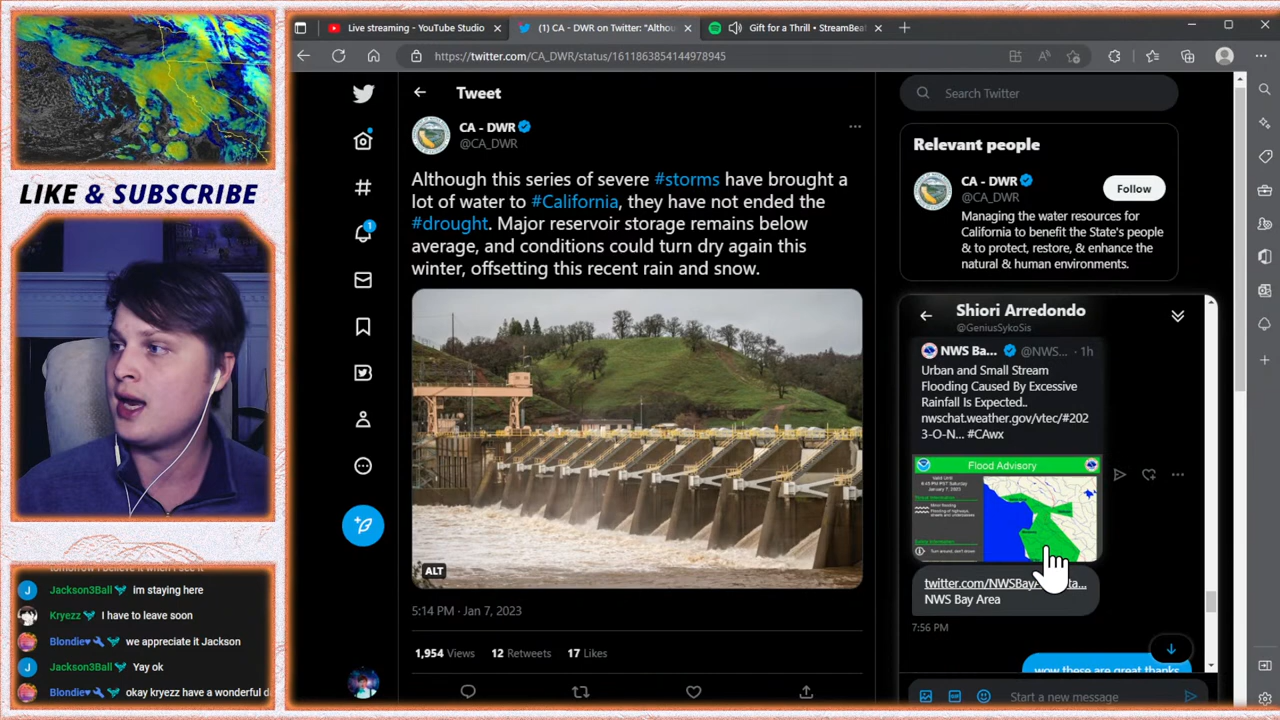 Live streaming - YouTube Studio
(1) CA - DWR on Twitter: "Althou
Gift for a Thrill • StreamBeat
https://twitter.com/CA_DWR/status/1611863854144978945
LIKE & SUBSCRIBE
Tweet
CA - DWR
@CA_DWR
Although this series of severe #storms have brought a
lot of water to #California, they have not ended the
#drought. Major reservoir storage remains below
average, and conditions could turn dry again this
winter, offsetting this recent rain and snow.
ALT
5:14 PM · Jan 7, 2023
1,954 Views 12 Retweets 17 Likes
Search Twitter
Relevant people
CA - DWR
@CA_DWR
Follow
Managing the water resources for
California to benefit the State's people
& to protect, restore, & enhance the
natural & human environments.
Shiori Arredondo
@GeniusSykoSis
NWS Ba... @NWS... · 1h
Urban and Small Stream
Flooding Caused By Excessive
Rainfall Is Expected..
nwschat.weather.gov/vtec/#202
3-O-N... #CAwx
Flood Advisory
twitter.com/NWSBay
NWS Bay Area
7:56 PM
wow these are great thanks
Start a new message
tomorrow I believe it when I see it
Jackson3Ball im staying here
Kryezz I have to leave soon
Blondie♥ we appreciate it Jackson
Jackson3Ball Yay ok
Blondie♥ okay kryezz have a wonderful d